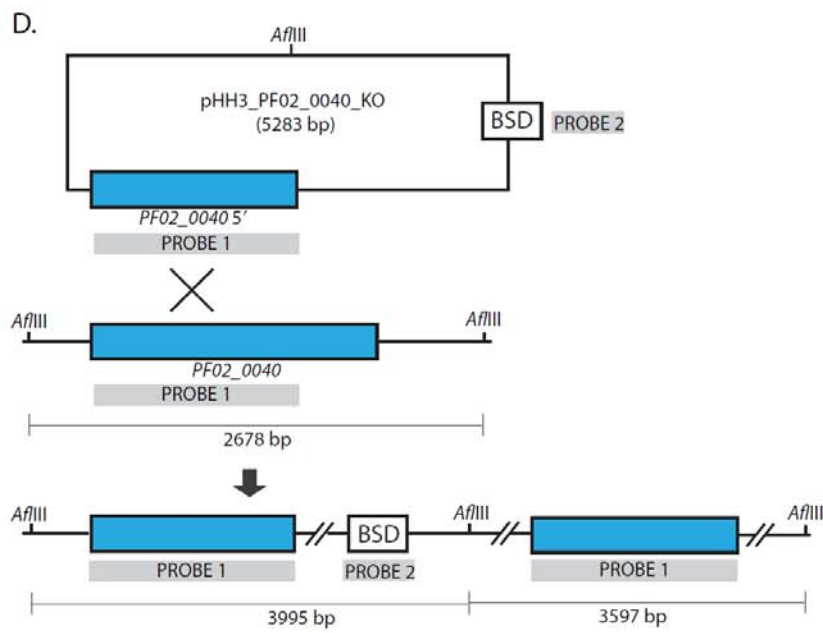 D.
AflIII
pHH3_PF02_0040_KO
(5283 bp)
BSD
PROBE 2
PF02_0040 5′
PROBE 1
AflIII
AflIII
PF02_0040
PROBE 1
2678 bp
AflIII
AflIII
AflIII
BSD
PROBE 1
PROBE 2
PROBE 1
3995 bp
3597 bp